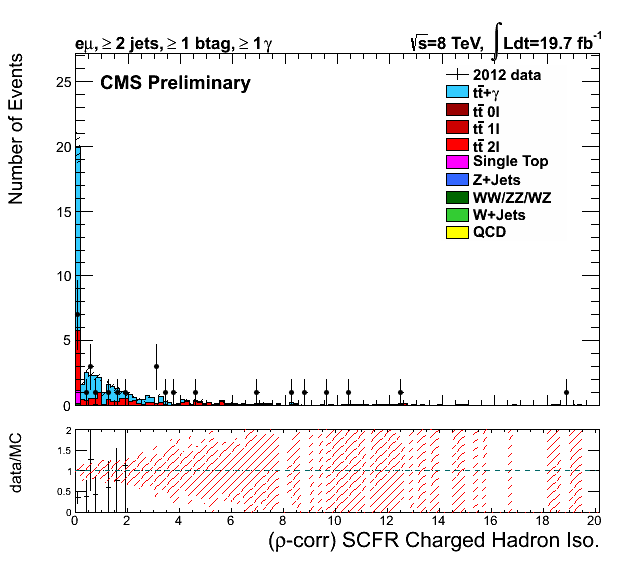 eμ, ≥ 2 jets, ≥ 1 btag, ≥ 1 γ
√s=8 TeV, ∫ Ldt=19.7 fb⁻¹
CMS Preliminary
Number of Events
25
20
15
10
5
0
2012 data
tt̄+γ
tt̄ 0l
tt̄ 1l
tt̄ 2l
Single Top
Z+Jets
WW/ZZ/WZ
W+Jets
QCD
data/MC
2
1.5
1
0.5
0
0 2 4 6 8 10 12 14 16 18 20
(ρ-corr) SCFR Charged Hadron Iso.